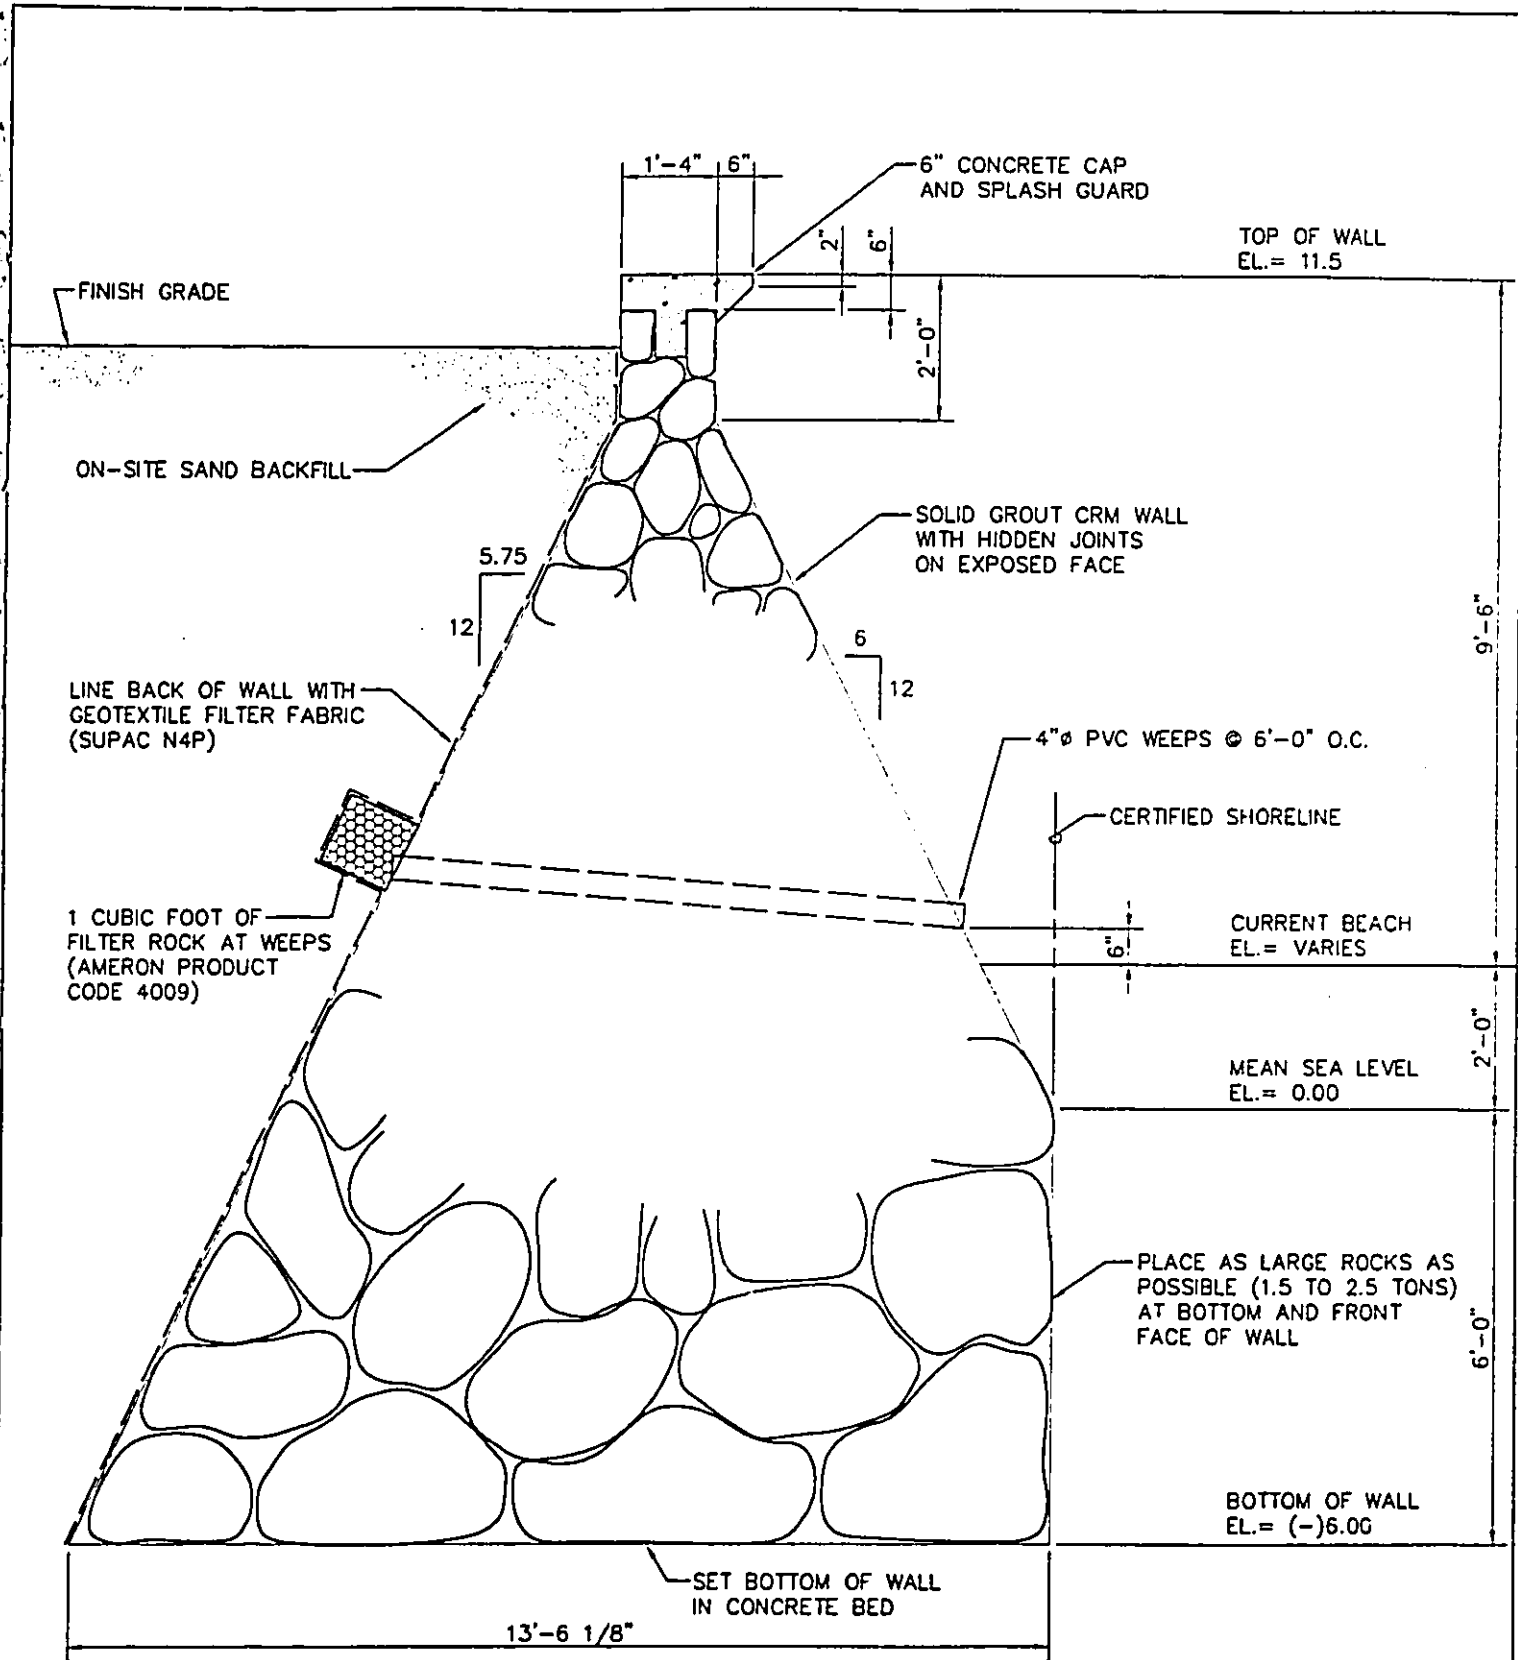 1'-4"
6"
6" CONCRETE CAP
AND SPLASH GUARD
2"
6"
TOP OF WALL
EL.= 11.5
FINISH GRADE
2'-0"
ON-SITE SAND BACKFILL
SOLID GROUT CRM WALL
WITH HIDDEN JOINTS
ON EXPOSED FACE
5.75
12
6
12
9'-6"
LINE BACK OF WALL WITH
GEOTEXTILE FILTER FABRIC
(SUPAC N4P)
4"ø PVC WEEPS @ 6'-0" O.C.
CERTIFIED SHORELINE
1 CUBIC FOOT OF
FILTER ROCK AT WEEPS
(AMERON PRODUCT
CODE 4009)
6"
CURRENT BEACH
EL.= VARIES
2'-0"
MEAN SEA LEVEL
EL.= 0.00
PLACE AS LARGE ROCKS AS
POSSIBLE (1.5 TO 2.5 TONS)
AT BOTTOM AND FRONT
FACE OF WALL
6'-0"
BOTTOM OF WALL
EL.= (-)6.00
SET BOTTOM OF WALL
IN CONCRETE BED
13'-6 1/8"